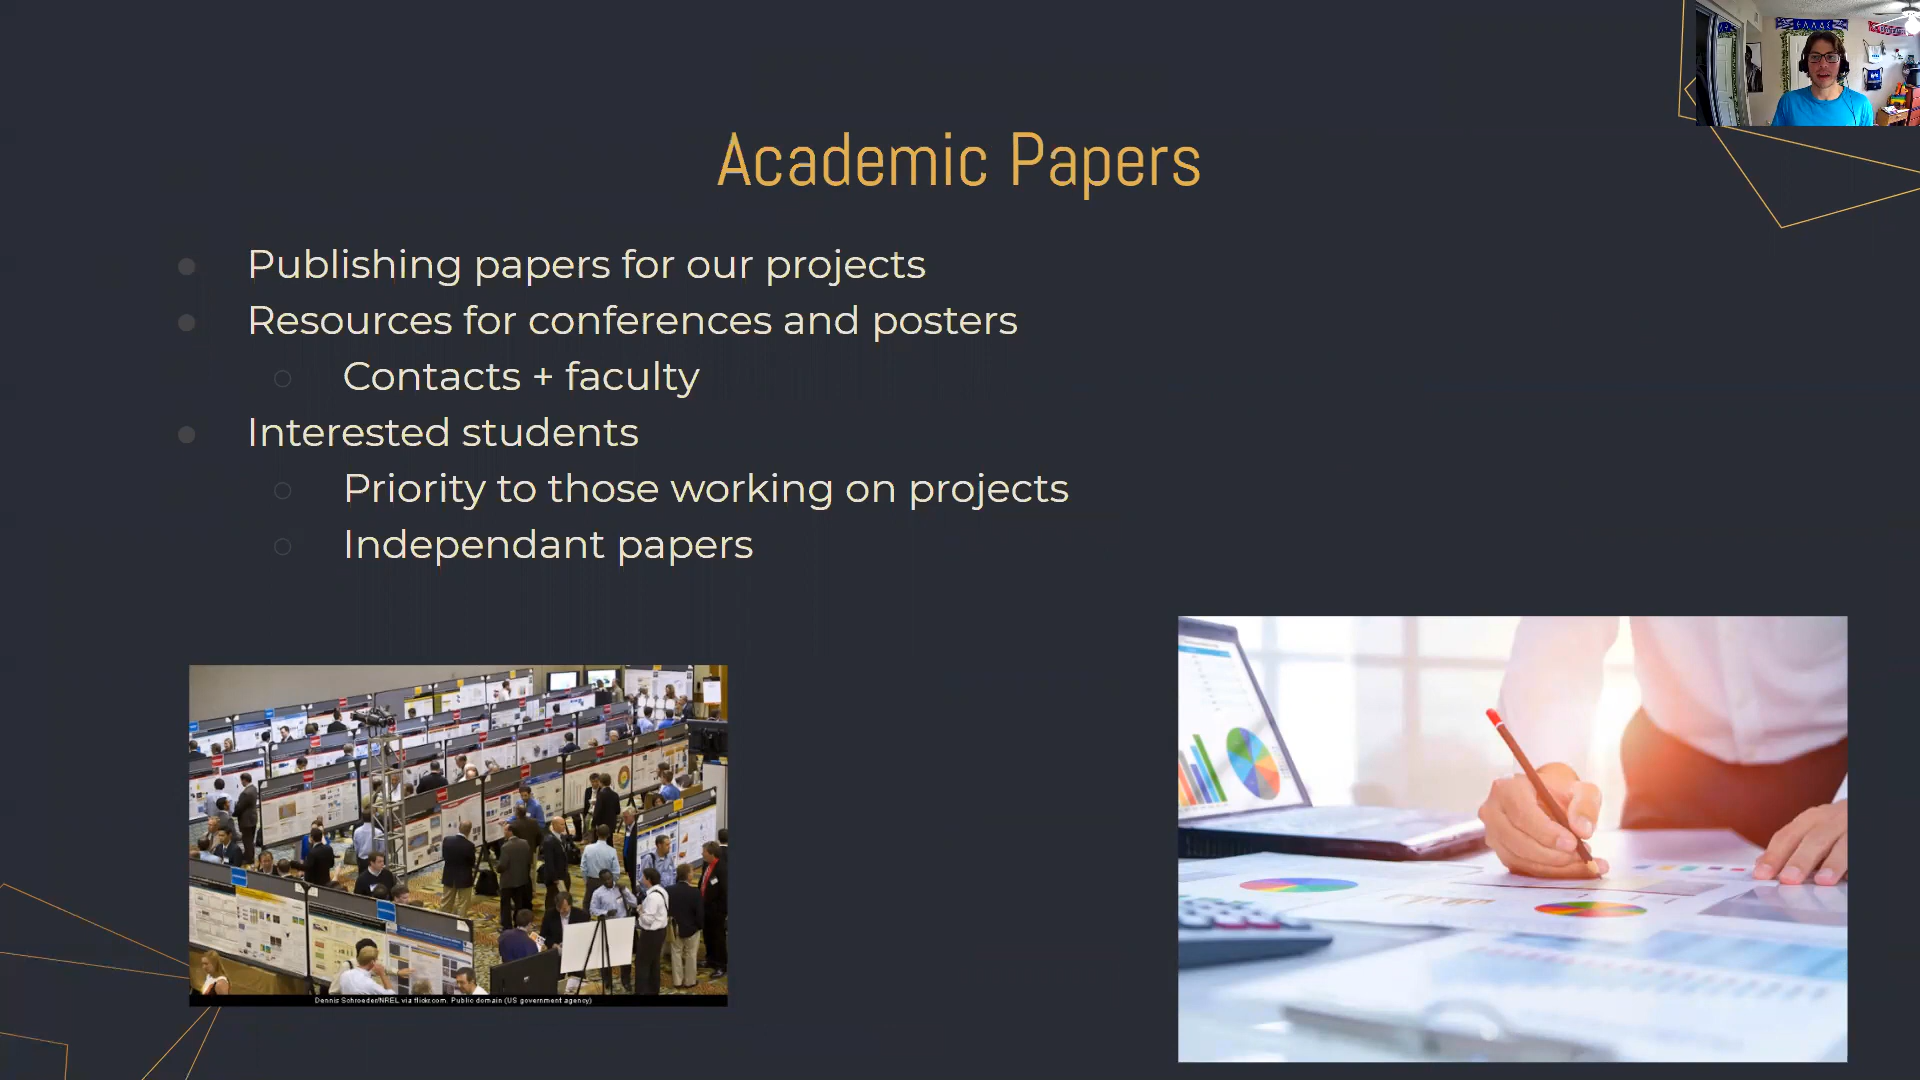 ΕΛΛΑΣ
Academic Papers
Publishing papers for our projects
Resources for conferences and posters
Contacts + faculty
Interested students
Priority to those working on projects
Independant papers
Dennis Schroeder/NREL via flickr.com. Public domain (US government agency)